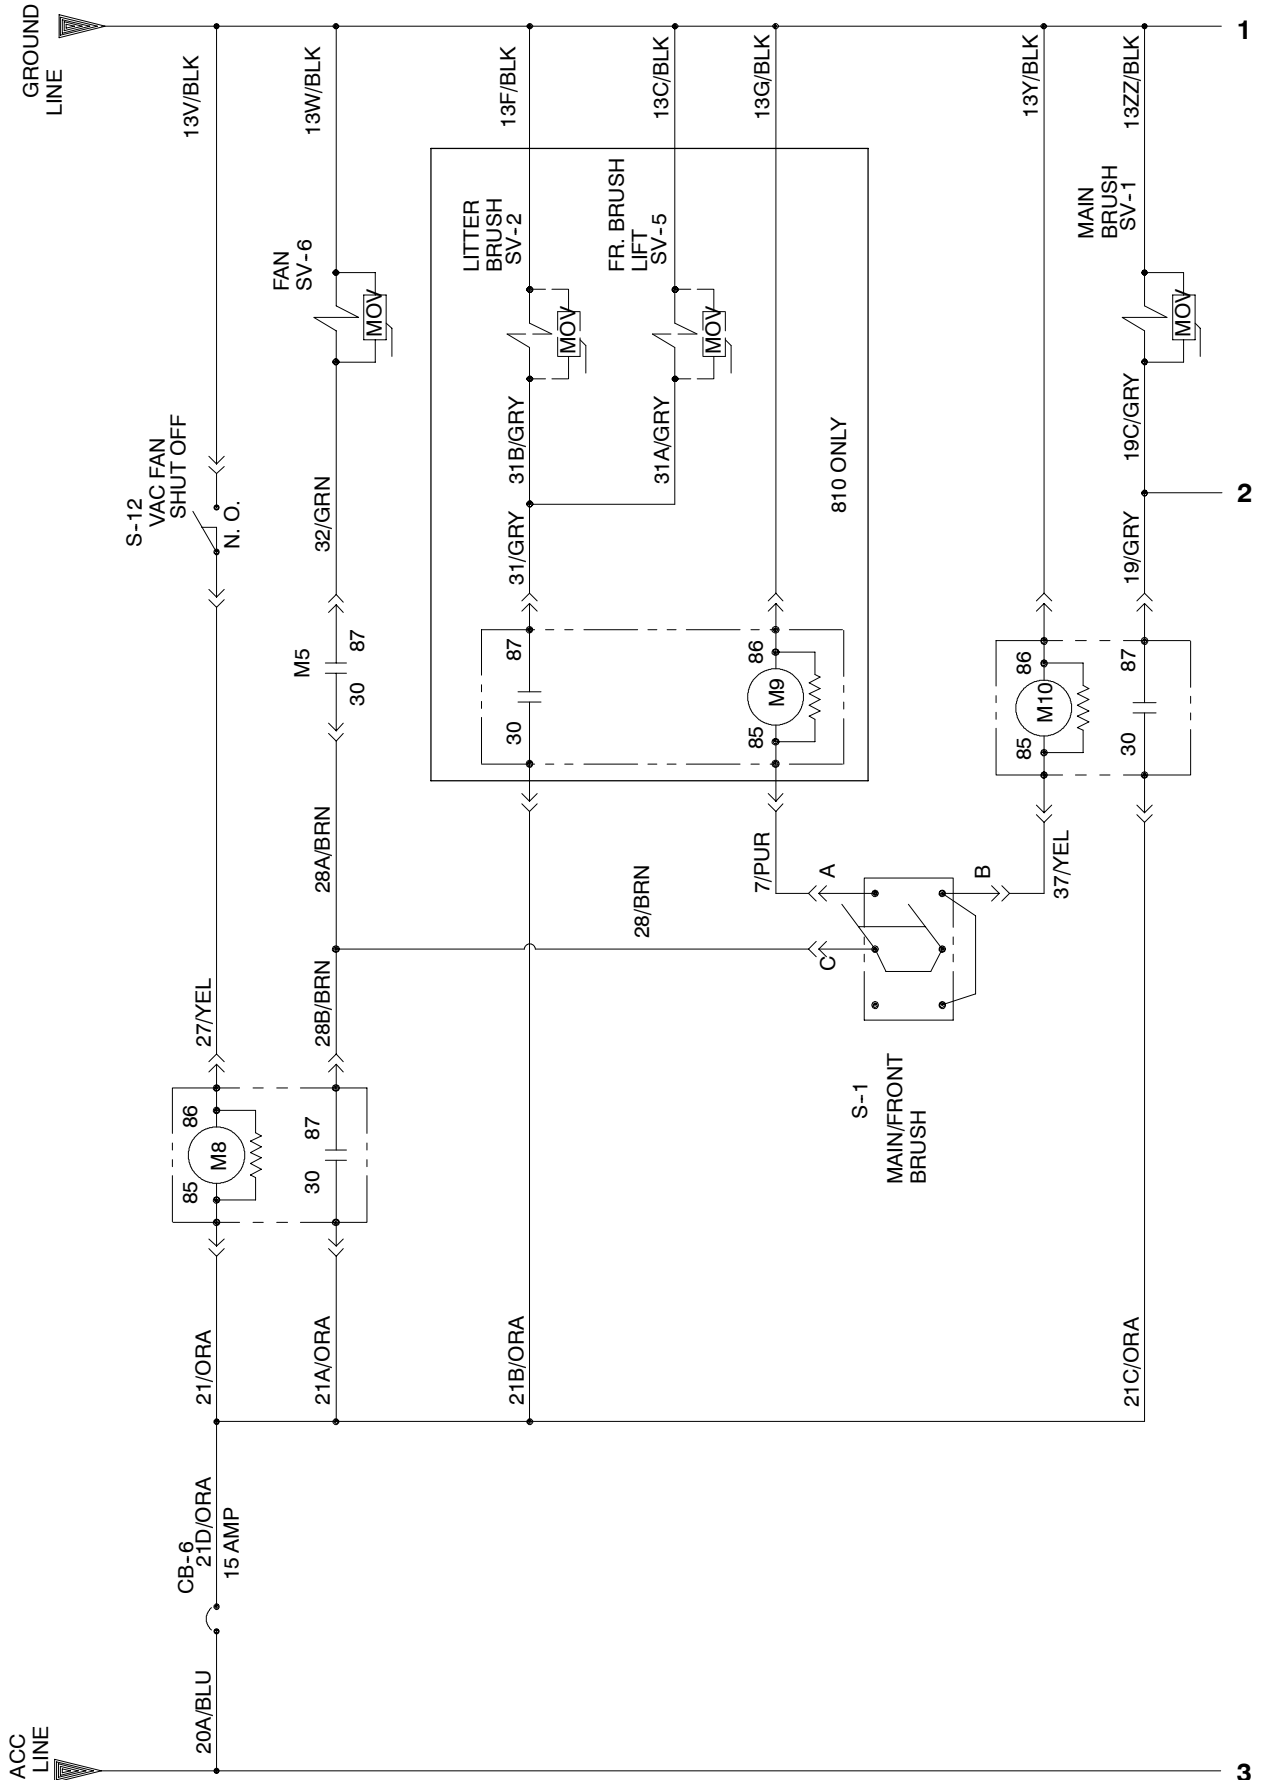 GROUND
LINE
1
13V/BLK
13W/BLK
13F/BLK
13C/BLK
13G/BLK
13Y/BLK
13ZZ/BLK
FAN
SV-6
LITTER
BRUSH
SV-2
FR. BRUSH
LIFT
SV-5
MAIN
BRUSH
SV-1
MOV
MOV
MOV
MOV
S-12
VAC FAN
SHUT OFF
N. O.
32/GRN
31B/GRY
31A/GRY
810 ONLY
19C/GRY
2
31/GRY
19/GRY
M5
87
30
87
30
86
M9
85
86
M10
85
87
30
28A/BRN
28/BRN
7/PUR
A
B
C
37/YEL
27/YEL
28B/BRN
S-1
MAIN/FRONT
BRUSH
86
M8
85
87
30
21/ORA
21A/ORA
21B/ORA
21C/ORA
CB-6
21D/ORA
15 AMP
20A/BLU
ACC
LINE
3